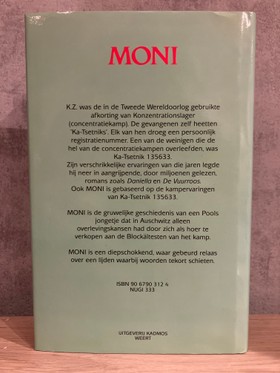 MONI
K.Z. was de in de Tweede Wereldoorlog gebruikte
afkorting van Konzentrationslager
(concentratiekamp). De gevangenen zelf heetten
'Ka-Tsetniks'. Elk van hen droeg een persoonlijk
registratienummer. Een van de weinigen die de
hel van de concentratiekampen overleefden, was
Ka-Tsetnik 135633.
Zijn verschrikkelijke ervaringen van die jaren legde
hij neer in aangrijpende, door miljoenen gelezen,
romans zoals Daniella en De Vuurroos.
Ook MONI is gebaseerd op de kampervaringen
van Ka-Tsetnik 135633.
MONI is de gruwelijke geschiedenis van een Pools
jongetje dat in Auschwitz alleen
overlevingskansen had door zich als hoer te
verkopen aan de Blockältesten van het kamp.
MONI is een diepschokkend, waar gebeurd relaas
over een lijden waarbij woorden tekort schieten.
ISBN 90 6790 312 4
NUGI 333
UITGEVERIJ KADMOS
WEERT